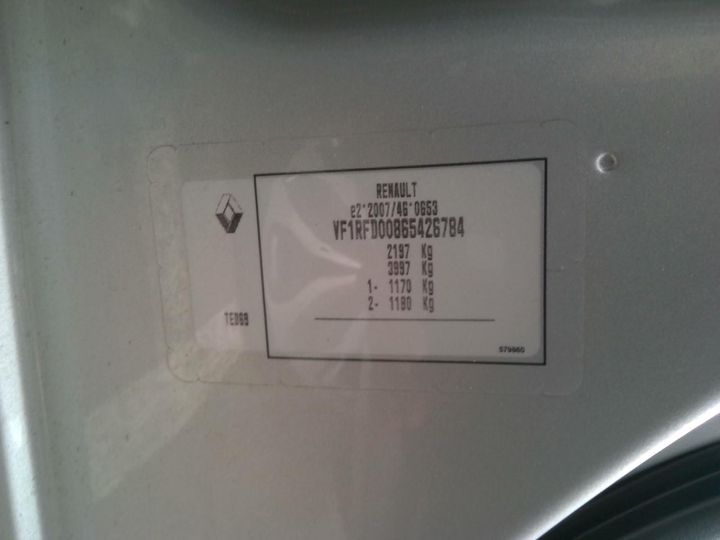 RENAULT
e2*2007/46*0653
VF1RFD00865426784
2197 Kg
3997 Kg
1- 1170 Kg
2- 1180 Kg
TED69
579860